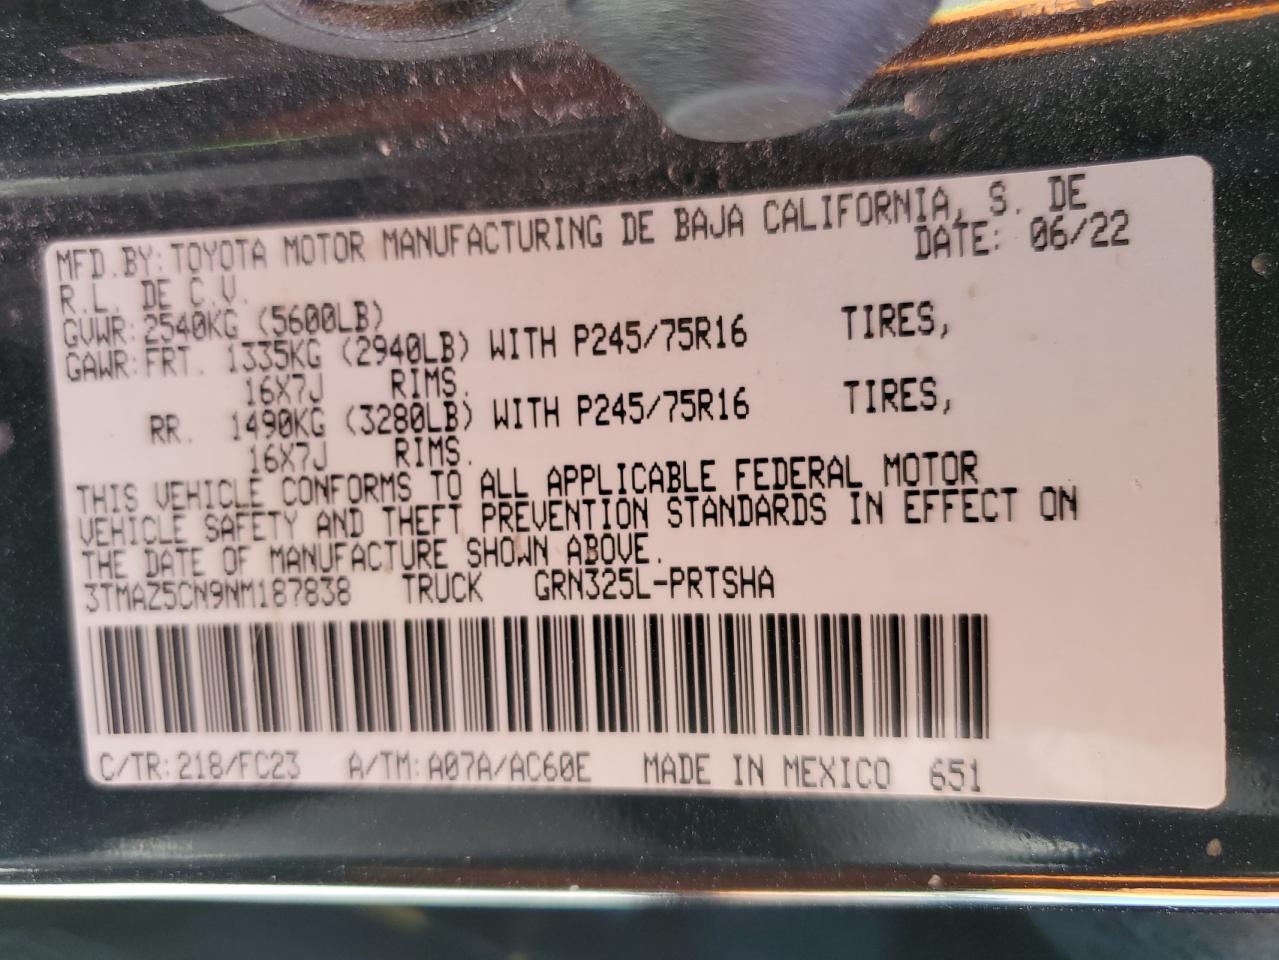 MFD.BY: TOYOTA MOTOR MANUFACTURING DE BAJA CALIFORNIA, S. DE
R.L. DE C.V. DATE: 06/22
GVWR: 2540KG (5600LB)
GAWR: FRT. 1335KG (2940LB) WITH P245/75R16 TIRES,
16X7J RIMS.
RR. 1490KG (3280LB) WITH P245/75R16 TIRES,
16X7J RIMS.
THIS VEHICLE CONFORMS TO ALL APPLICABLE FEDERAL MOTOR
VEHICLE SAFETY AND THEFT PREVENTION STANDARDS IN EFFECT ON
THE DATE OF MANUFACTURE SHOWN ABOVE.
3TMAZ5CN9NM187838 TRUCK GRN325L-PRTSHA
C/TR: 218/FC23 A/TM: A07A/AC60E MADE IN MEXICO 651